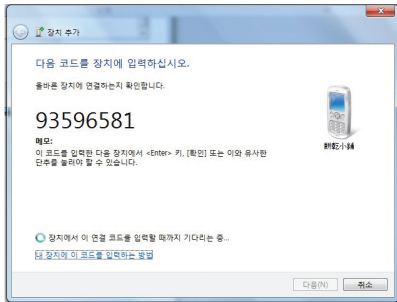 장치 추가
다음 코드를 장치에 입력하십시오.
올바른 장치에 연결하는지 확인합니다.
93596581
메모:
이 코드를 입력한 다음 장치에서 <Enter> 키, [확인] 또는 이와 유사한
단추를 눌러야 할 수 있습니다.
餠乾小鋪
장치에서 이 연결 코드를 입력할 때까지 기다리는 중...
내 장치에 이 코드를 입력하는 방법
다음(N)
취소